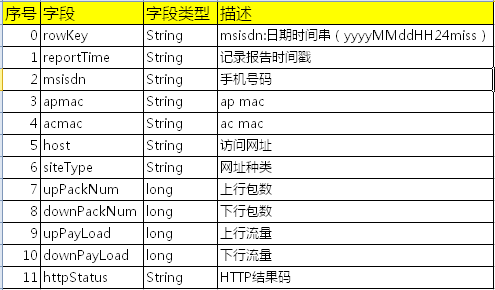 序号 字段 字段类型 描述
0 rowKey String msisdn:日期时间串（yyyyMMddHH24miss）
1 reportTime String 记录报告时间戳
2 msisdn String 手机号码
3 apmac String ap mac
4 acmac String ac mac
5 host String 访问网址
6 siteType String 网址种类
7 upPackNum long 上行包数
8 downPackNum long 下行包数
9 upPayLoad long 上行流量
10 downPayLoad long 下行流量
11 httpStatus String HTTP结果码